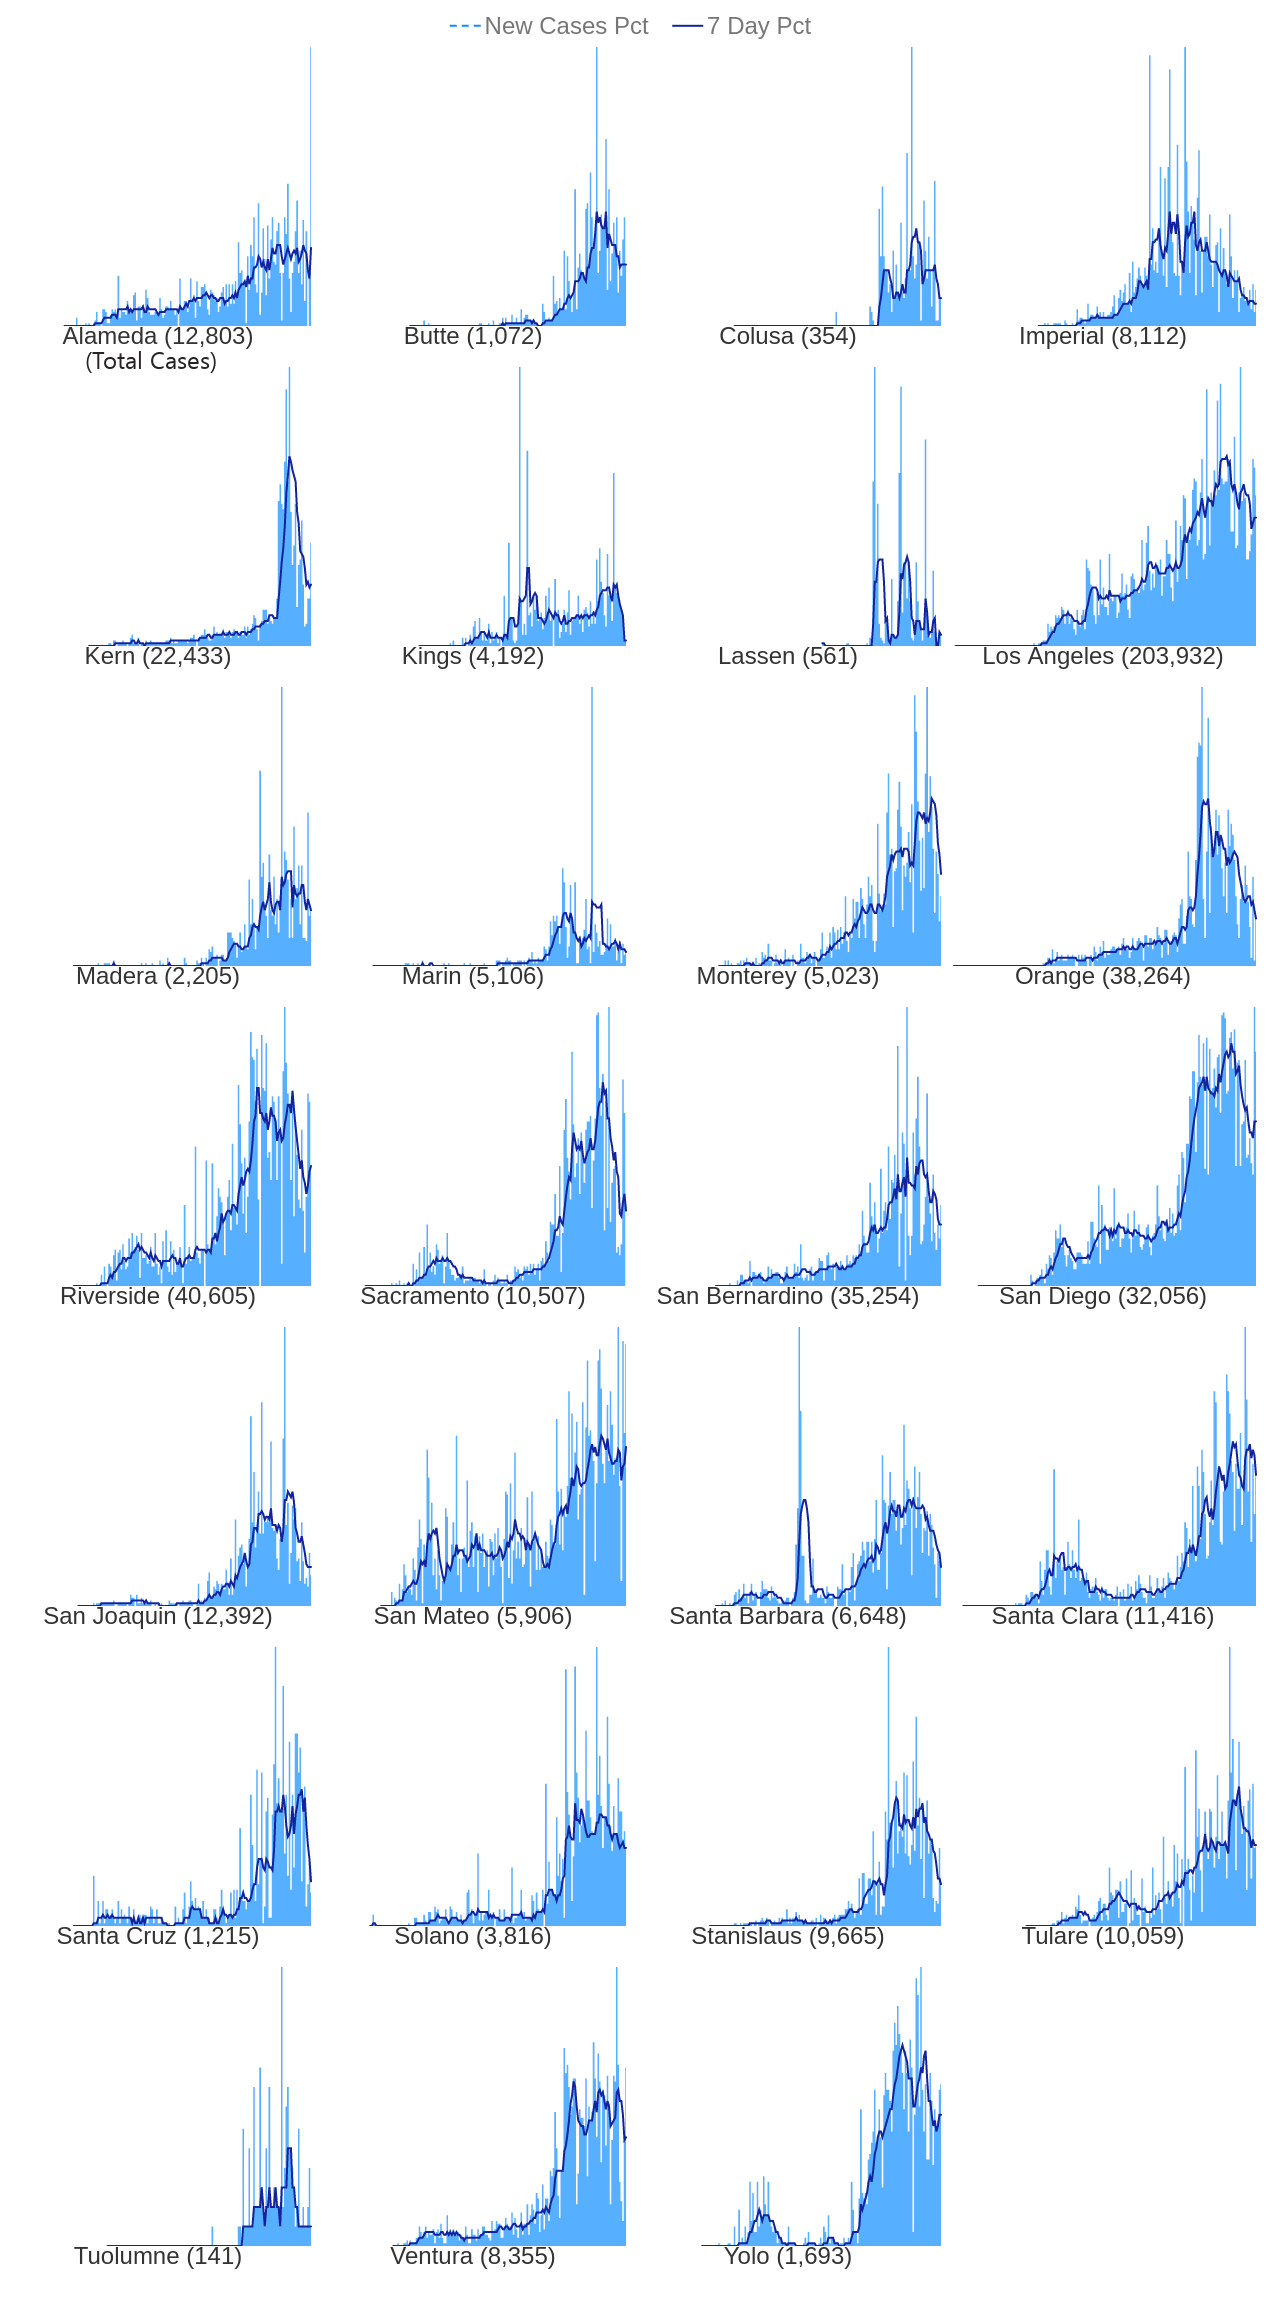 New Cases Pct 7 Day Pct
Alameda (12,803) Butte (1,072) Colusa (354) Imperial (8,112)
(Total Cases)
Kern (22,433) Kings (4,192) Lassen (561) Los Angeles (203,932)
Madera (2,205) Marin (5,106) Monterey (5,023) Orange (38,264)
Riverside (40,605) Sacramento (10,507) San Bernardino (35,254) San Diego (32,056)
San Joaquin (12,392) San Mateo (5,906) Santa Barbara (6,648) Santa Clara (11,416)
Santa Cruz (1,215) Solano (3,816) Stanislaus (9,665) Tulare (10,059)
Tuolumne (141) Ventura (8,355) Yolo (1,693)